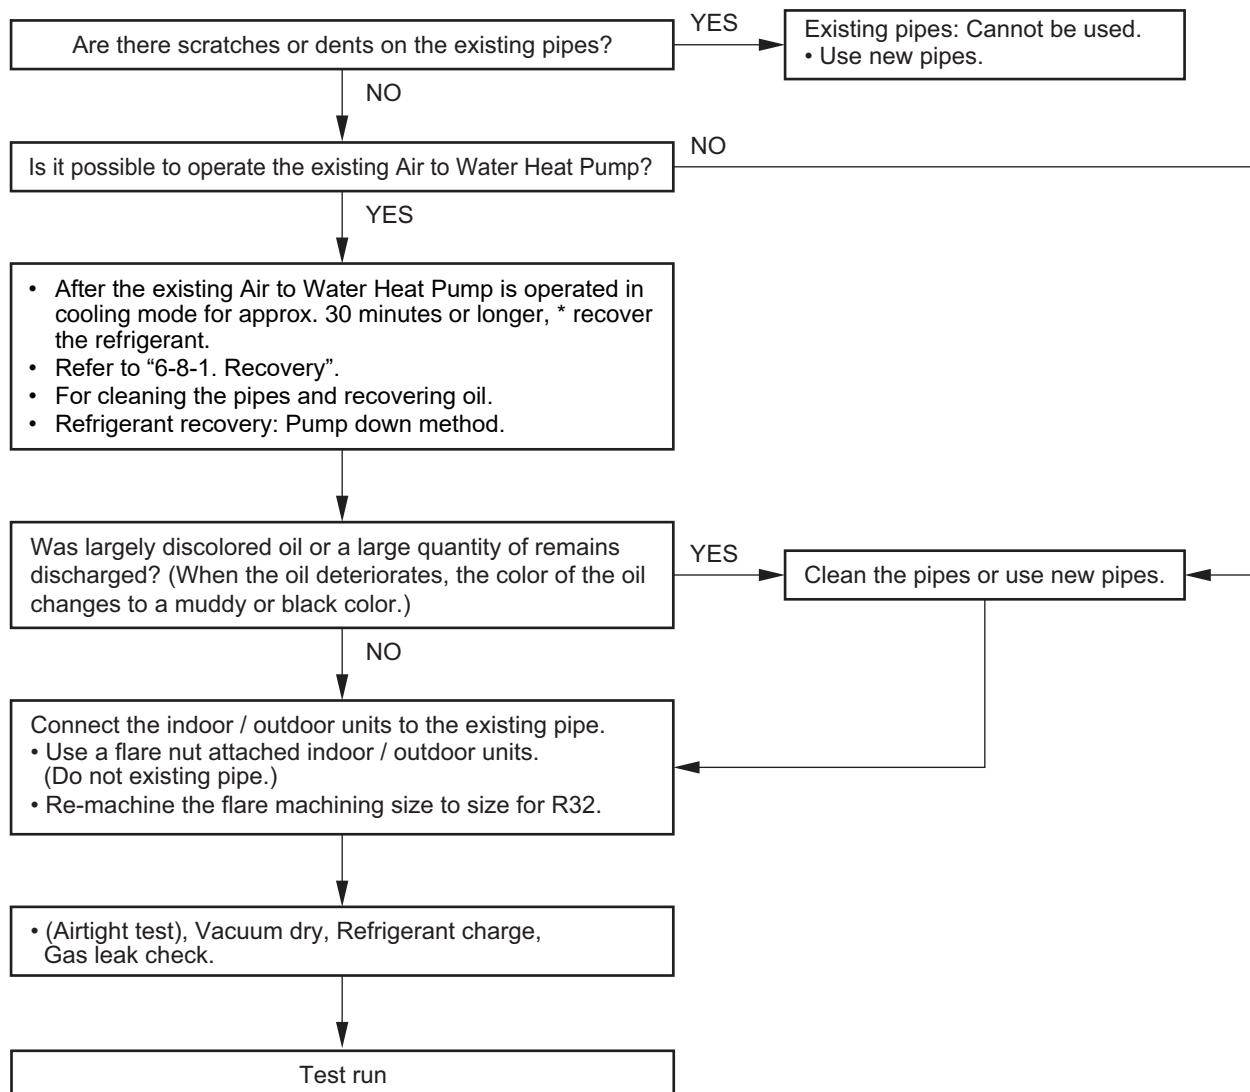 Are there scratches or dents on the existing pipes?
YES
Existing pipes: Cannot be used.
• Use new pipes.
NO
Is it possible to operate the existing Air to Water Heat Pump?
NO
YES
• After the existing Air to Water Heat Pump is operated in
cooling mode for approx. 30 minutes or longer, * recover
the refrigerant.
• Refer to “6-8-1. Recovery”.
• For cleaning the pipes and recovering oil.
• Refrigerant recovery: Pump down method.
Was largely discolored oil or a large quantity of remains
discharged? (When the oil deteriorates, the color of the oil
changes to a muddy or black color.)
YES
Clean the pipes or use new pipes.
NO
Connect the indoor / outdoor units to the existing pipe.
• Use a flare nut attached indoor / outdoor units.
(Do not existing pipe.)
• Re-machine the flare machining size to size for R32.
• (Airtight test), Vacuum dry, Refrigerant charge,
Gas leak check.
Test run